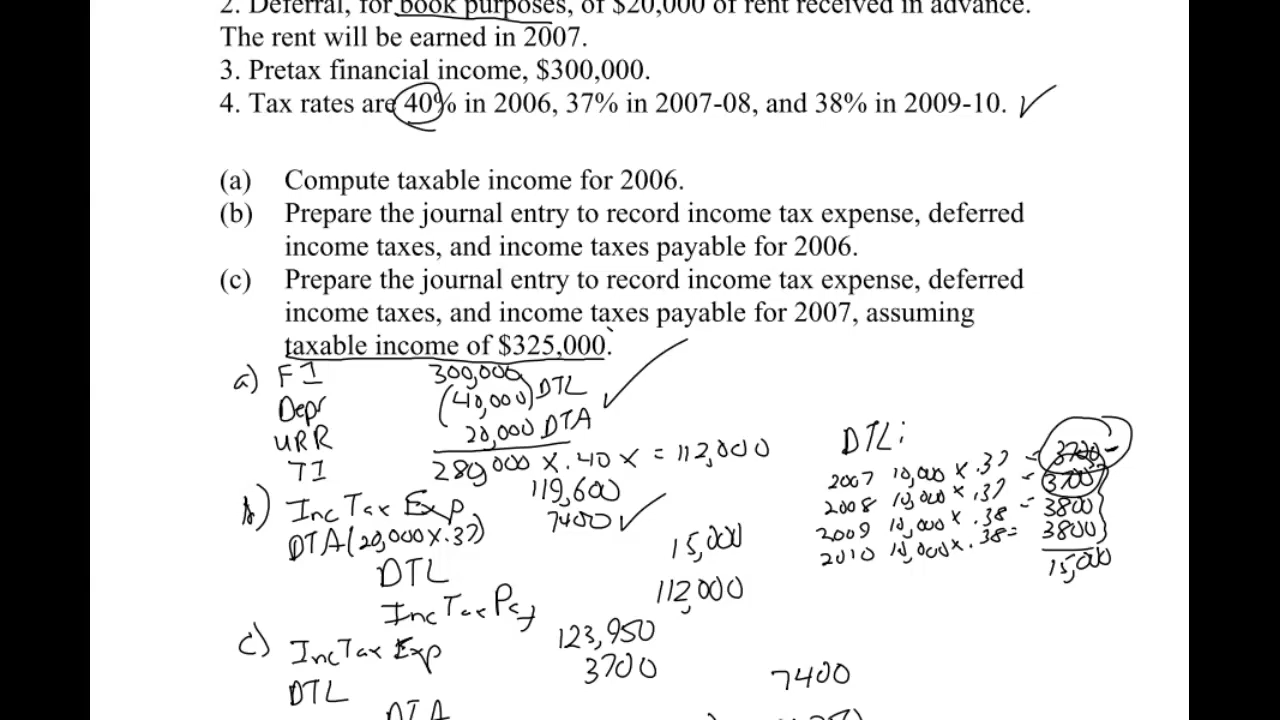 2. Deferral, for book purposes, of $20,000 of rent received in advance.
The rent will be earned in 2007.
3. Pretax financial income, $300,000.
4. Tax rates are 40% in 2006, 37% in 2007-08, and 38% in 2009-10. ✓
(a) Compute taxable income for 2006.
(b) Prepare the journal entry to record income tax expense, deferred
income taxes, and income taxes payable for 2006.
(c) Prepare the journal entry to record income tax expense, deferred
income taxes, and income taxes payable for 2007, assuming
taxable income of $325,000.
a) FI 300,000
Depr (40,000) DTL
URR 20,000 DTA
TI 280,000 x .40 = 112,000
b) Inc Tax Exp 119,600
DTA (20,000 x .37) 7400
DTL 15,000
Inc Tax Pay 112,000
c) Inc Tax Exp 123,950
DTL 3700
DTA 7400
DTL:
2007 10,000 x .37 = 3700
2008 10,000 x .37 = 3700
2009 10,000 x .38 = 3800
2010 10,000 x .38 = 3800
15,000